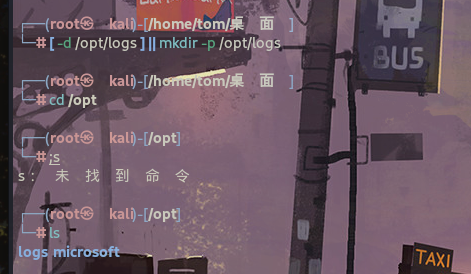 ┌──(root㉿kali)-[/home/tom/桌面]
└─# [ -d /opt/logs ] || mkdir -p /opt/logs
┌──(root㉿kali)-[/home/tom/桌面]
└─# cd /opt
┌──(root㉿kali)-[/opt]
└─# ;s
s：未找到命令
┌──(root㉿kali)-[/opt]
└─# ls
logs microsoft
BUS
TAXI